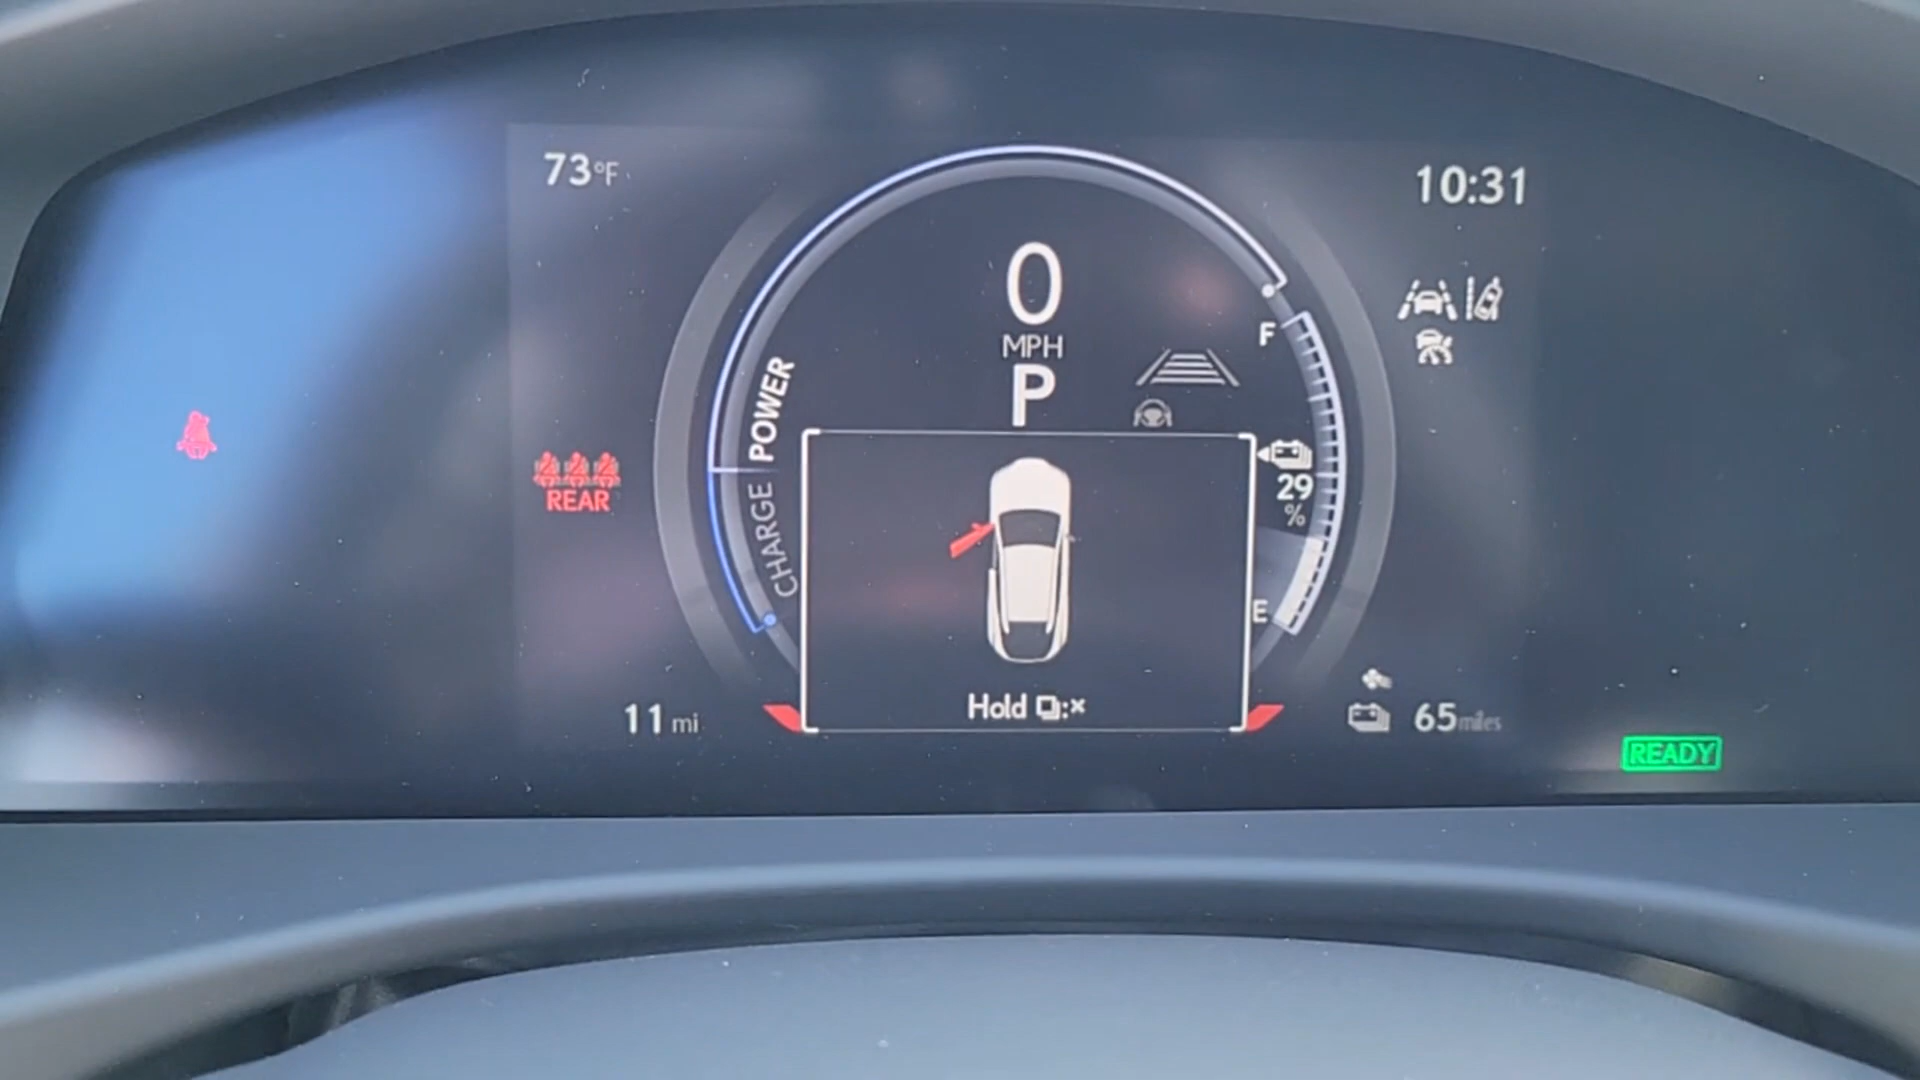 73°F
10:31
0
MPH
P
F
POWER
CHARGE
29
%
REAR
E
Hold :×
11 mi
65 miles
READY